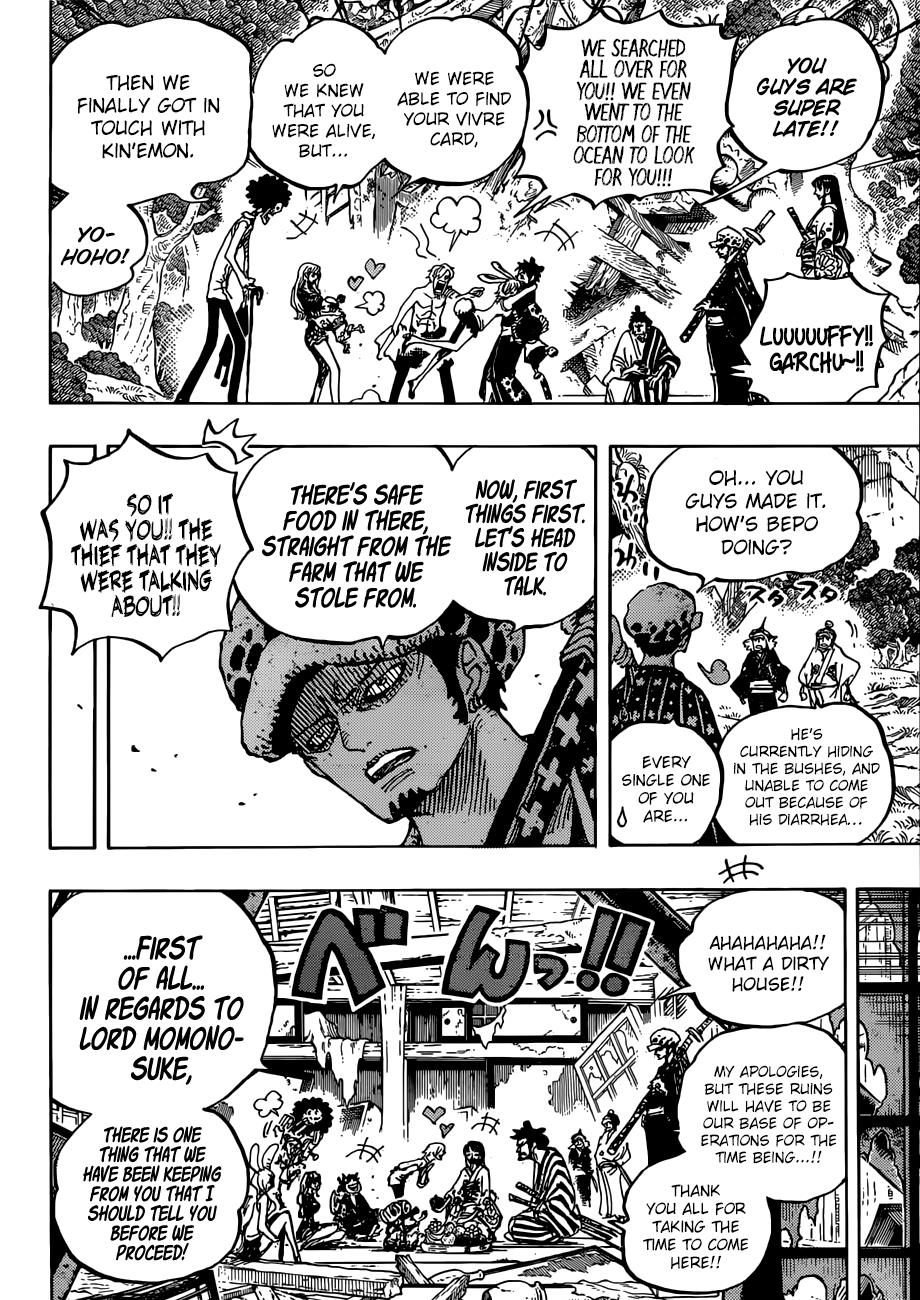 YOU
GUYS ARE
SUPER
LATE!!
WE SEARCHED
ALL OVER FOR
YOU!! WE EVEN
WENT TO THE
BOTTOM OF THE
OCEAN TO LOOK
FOR YOU!!!
WE WERE
ABLE TO FIND
YOUR VIVRE
CARD,
SO
WE KNEW
THAT YOU
WERE ALIVE,
BUT...
THEN WE
FINALLY GOT IN
TOUCH WITH
KIN'EMON.
YO-
HOHO!
LUUUUUFFY!!
GARCHU~!!
OH... YOU
GUYS MADE IT.
HOW'S BEPO
DOING?
スタスタ
HE'S
CURRENTLY HIDING
IN THE BUSHES, AND
UNABLE TO COME
OUT BECAUSE OF
HIS DIARRHEA...
EVERY
SINGLE ONE
OF YOU
ARE...
NOW, FIRST
THINGS FIRST.
LET'S HEAD
INSIDE TO
TALK.
THERE'S SAFE
FOOD IN THERE,
STRAIGHT FROM THE
FARM THAT WE
STOLE FROM.
SO IT
WAS YOU!! THE
THIEF THAT THEY
WERE TALKING
ABOUT!!
AHAHAHAHA!!
WHAT A DIRTY
HOUSE!!
MY APOLOGIES,
BUT THESE RUINS
WILL HAVE TO BE
OUR BASE OF OP-
ERATIONS FOR THE
TIME BEING...!!
THANK
YOU ALL FOR
TAKING THE
TIME TO COME
HERE!!
べんっ!!
...FIRST
OF ALL...
IN REGARDS TO
LORD MOMONO-
SUKE,
THERE IS ONE
THING THAT WE
HAVE BEEN KEEPING
FROM YOU THAT I
SHOULD TELL YOU
BEFORE WE
PROCEED!